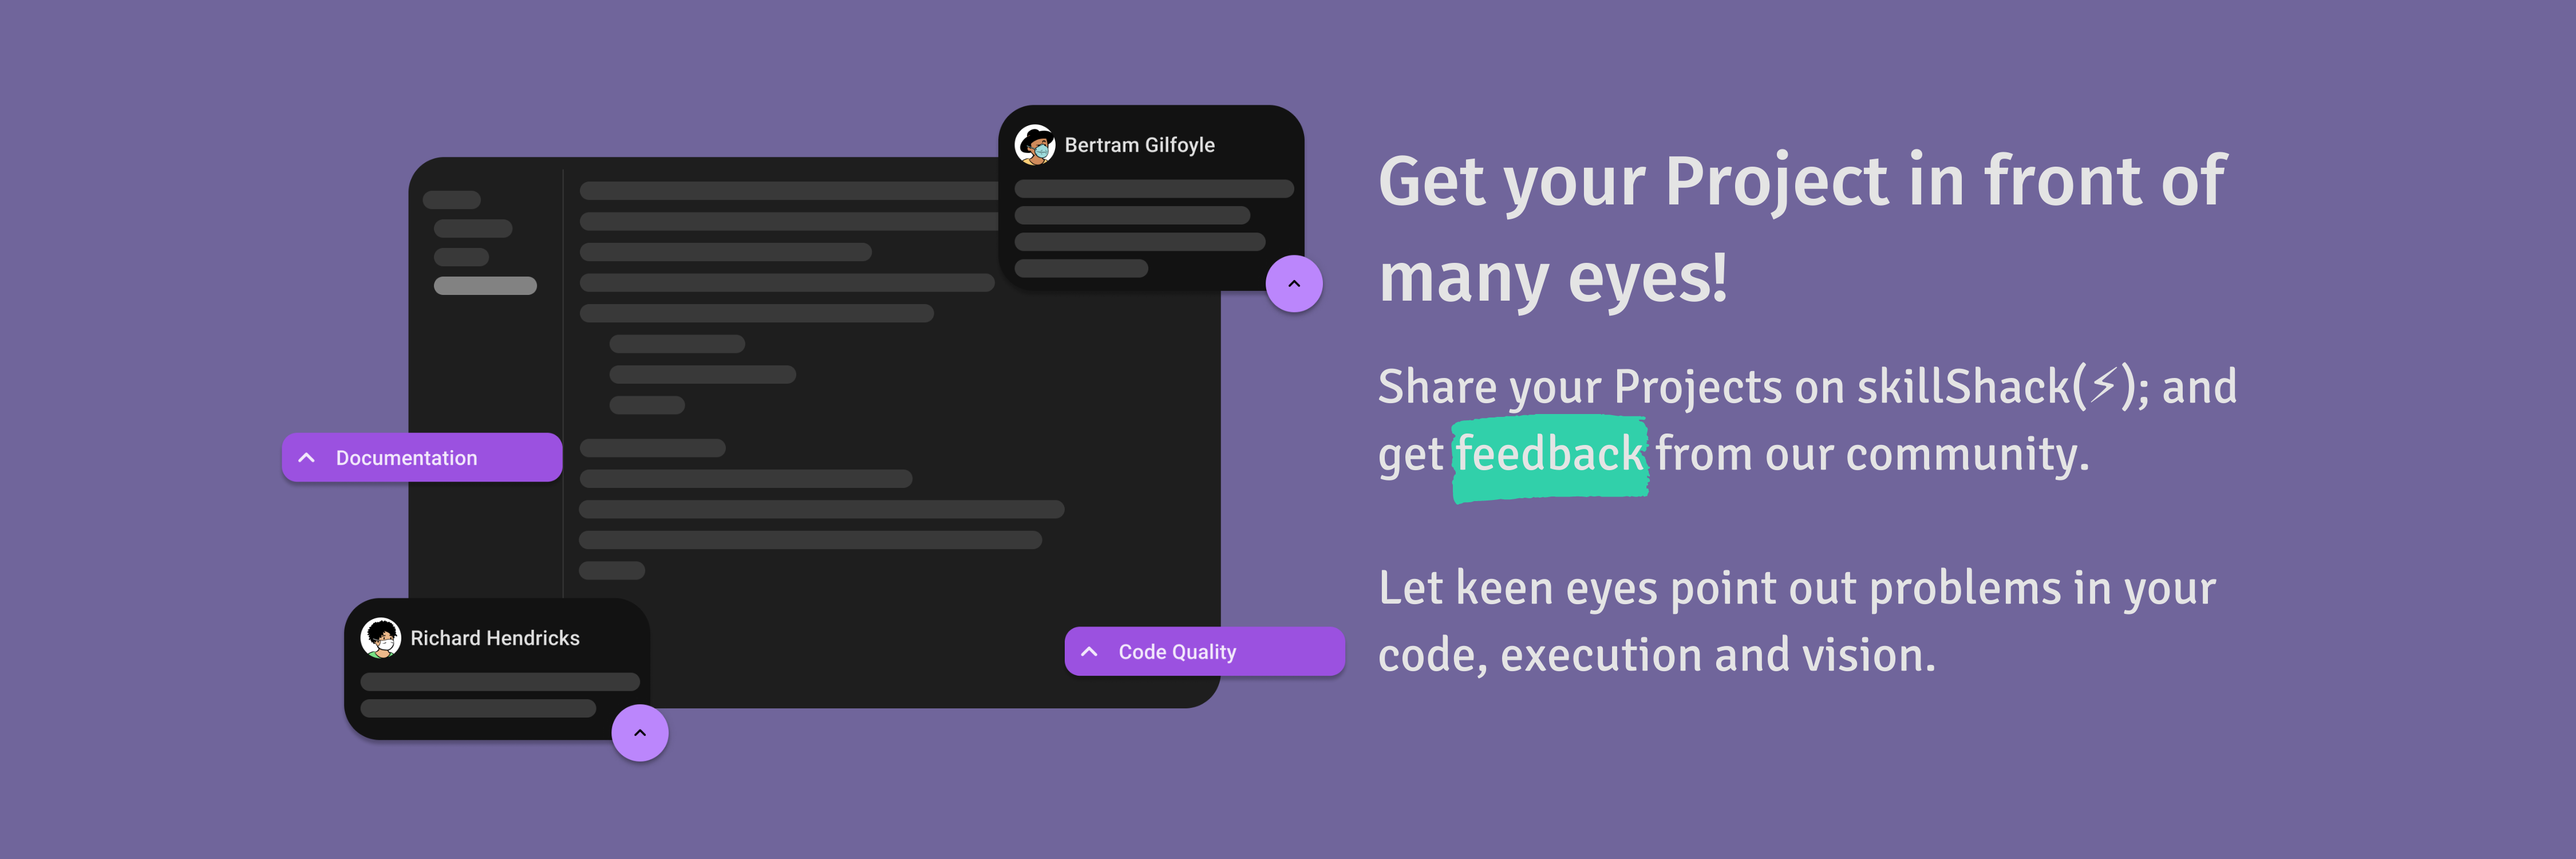 Bertram Gilfoyle
Documentation
Richard Hendricks
Code Quality
Get your Project in front of
many eyes!
Share your Projects on skillShack(⚡); and
get feedback from our community.
Let keen eyes point out problems in your
code, execution and vision.